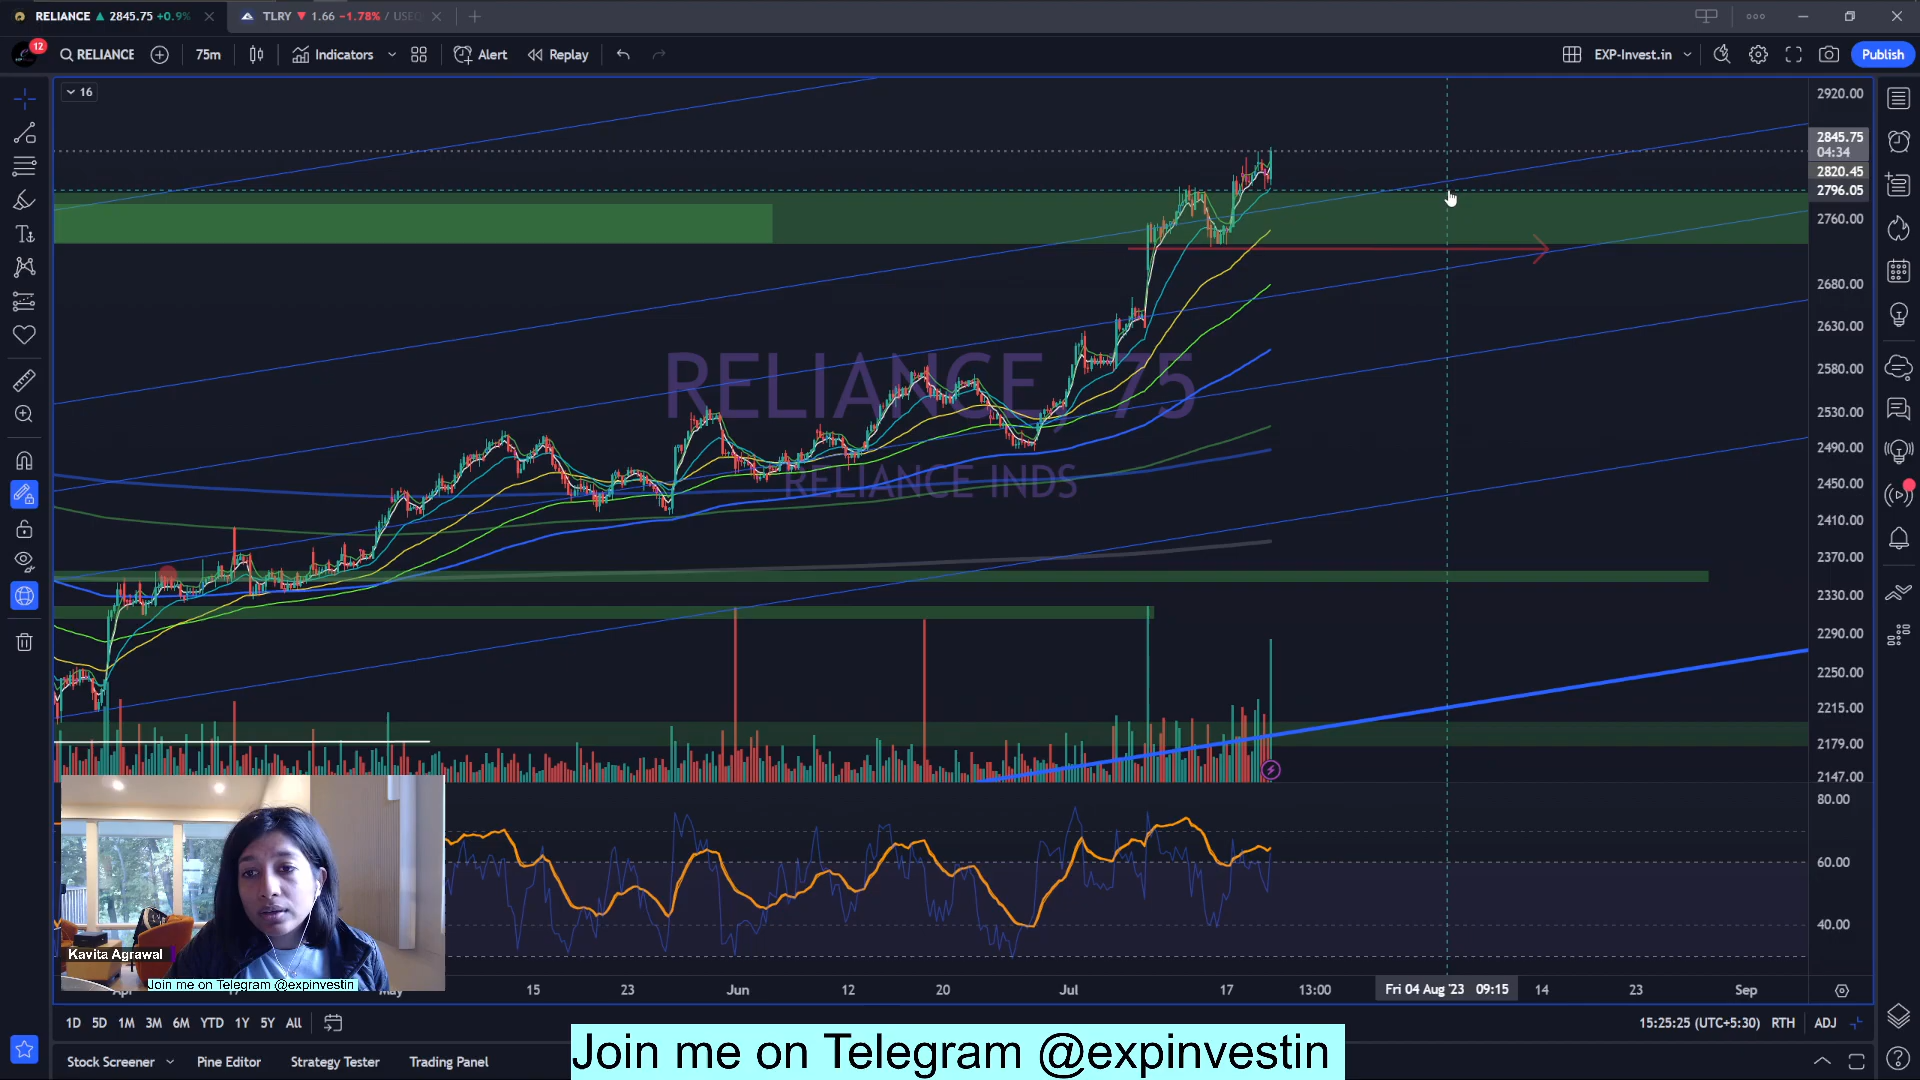 RELIANCE ▲ 2845.75 +0.9%
TLRY ▼ 1.66 −1.78% / USEQ
12
RELIANCE
75m
Indicators
Alert
Replay
EXP-Invest.in
Publish
16
2920.00
2845.75
04:34
2820.45
2796.05
2760.00
2680.00
2630.00
2580.00
2530.00
2490.00
2450.00
2410.00
2370.00
2330.00
2290.00
2250.00
2215.00
2179.00
2147.00
80.00
60.00
40.00
RELIANCE, 75
RELIANCE INDS
Kavita Agrawal
Join me on Telegram @expinvestin
Apr
May
15
23
Jun
12
20
Jul
17
13:00
Fri 04 Aug '23 09:15
14
23
Sep
1D 5D 1M 3M 6M YTD 1Y 5Y All
15:25:25 (UTC+5:30) RTH ADJ
Stock Screener
Pine Editor
Strategy Tester
Trading Panel
Join me on Telegram @expinvestin